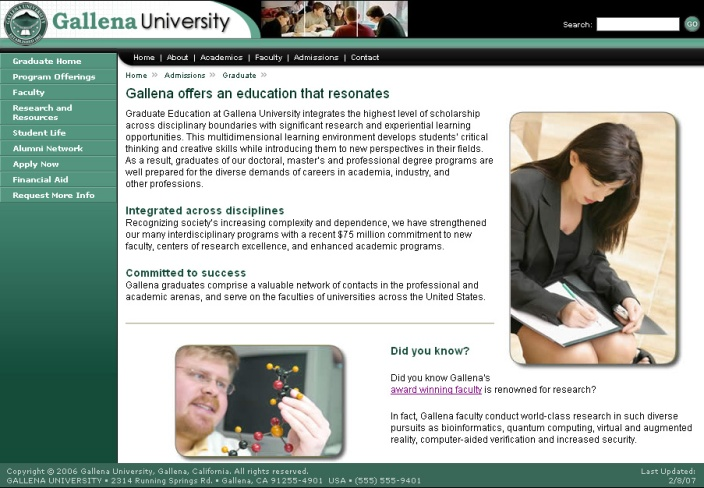 Gallena University
Search:
GO
Graduate Home
Program Offerings
Faculty
Research and
Resources
Student Life
Alumni Network
Apply Now
Financial Aid
Request More Info
Home | About | Academics | Faculty | Admissions | Contact
Home » Admissions » Graduate »
Gallena offers an education that resonates
Graduate Education at Gallena University integrates the highest level of scholarship
across disciplinary boundaries with significant research and experiential learning
opportunities. This multidimensional learning environment develops students' critical
thinking and creative skills while introducing them to new perspectives in their fields.
As a result, graduates of our doctoral, master's and professional degree programs are
well prepared for the diverse demands of careers in academia, industry, and
other professions.
Integrated across disciplines
Recognizing society's increasing complexity and dependence, we have strengthened
our many interdisciplinary programs with a recent $75 million commitment to new
faculty, centers of research excellence, and enhanced academic programs.
Committed to success
Gallena graduates comprise a valuable network of contacts in the professional and
academic arenas, and serve on the faculties of universities across the United States.
Did you know?
Did you know Gallena's
award winning faculty is renowned for research?
In fact, Gallena faculty conduct world-class research in such diverse
pursuits as bioinformatics, quantum computing, virtual and augmented
reality, computer-aided verification and increased security.
Copyright © 2006 Gallena University, Gallena, California. All rights reserved.
GALLENA UNIVERSITY • 2314 Running Springs Rd. • Gallena, CA 91255-4901 USA • (555) 555-9401
Last Updated:
2/8/07